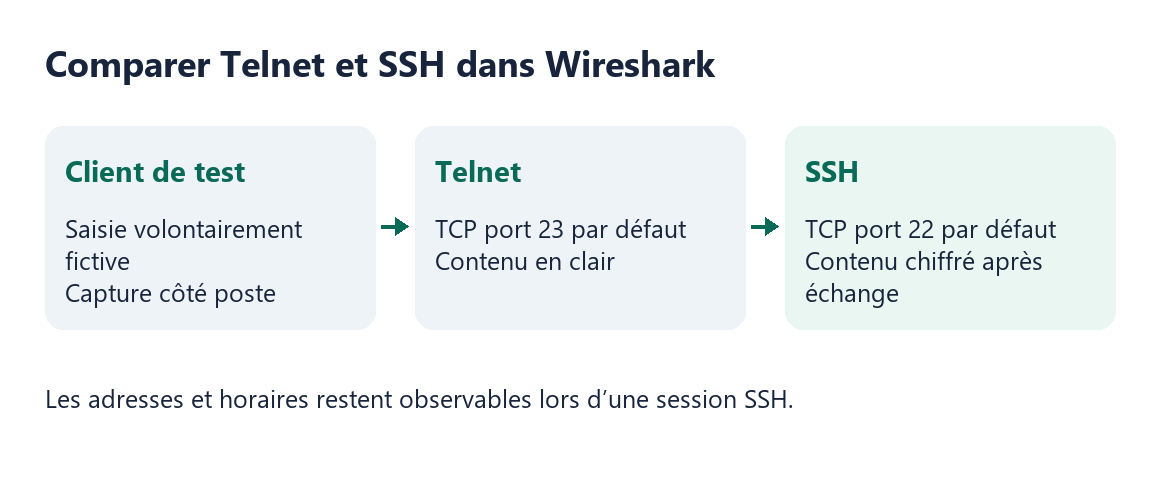 Comparer Telnet et SSH dans Wireshark
Client de test
Saisie volontairement
fictive
Capture côté poste
Telnet
TCP port 23 par défaut
Contenu en clair
SSH
TCP port 22 par défaut
Contenu chiffré après
échange
Les adresses et horaires restent observables lors d’une session SSH.